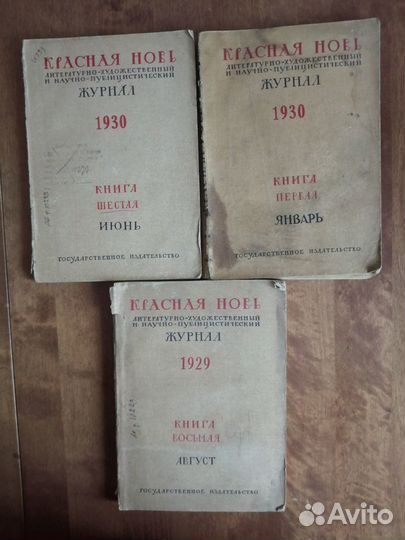 КРАСНАЯ НОВЬ
ЛИТЕРАТУРНО-ХУДОЖЕСТВЕННЫЙ
И НАУЧНО-ПУБЛИЦИСТИЧЕСКИЙ
ЖУРНАЛ
1930
КНИГА
ШЕСТАЯ
ИЮНЬ
ГОСУДАРСТВЕННОЕ ИЗДАТЕЛЬСТВО
КРАСНАЯ НОВЬ
ЛИТЕРАТУРНО-ХУДОЖЕСТВЕННЫЙ
И НАУЧНО-ПУБЛИЦИСТИЧЕСКИЙ
ЖУРНАЛ
1930
КНИГА
ПЕРВАЯ
ЯНВАРЬ
ГОСУДАРСТВЕННОЕ ИЗДАТЕЛЬСТВО
КРАСНАЯ НОВЬ
ЛИТЕРАТУРНО-ХУДОЖЕСТВЕННЫЙ
И НАУЧНО-ПУБЛИЦИСТИЧЕСКИЙ
ЖУРНАЛ
1929
КНИГА
ВОСЬМАЯ
АВГУСТ
ГОСУДАРСТВЕННОЕ ИЗДАТЕЛЬСТВО
Avito